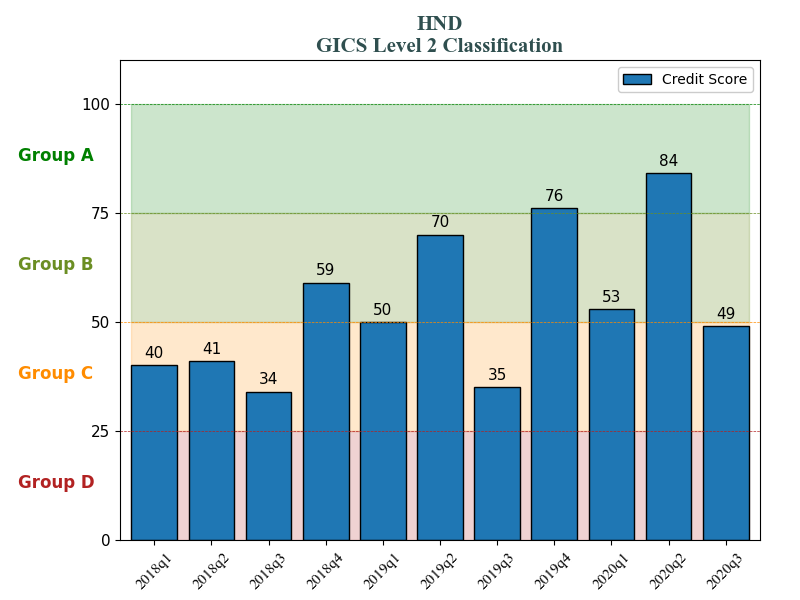 HND
GICS Level 2 Classification
Credit Score
100
75
50
25
0
Group A
Group B
Group C
Group D
40
41
34
59
50
70
35
76
53
84
49
2018q1
2018q2
2018q3
2018q4
2019q1
2019q2
2019q3
2019q4
2020q1
2020q2
2020q3